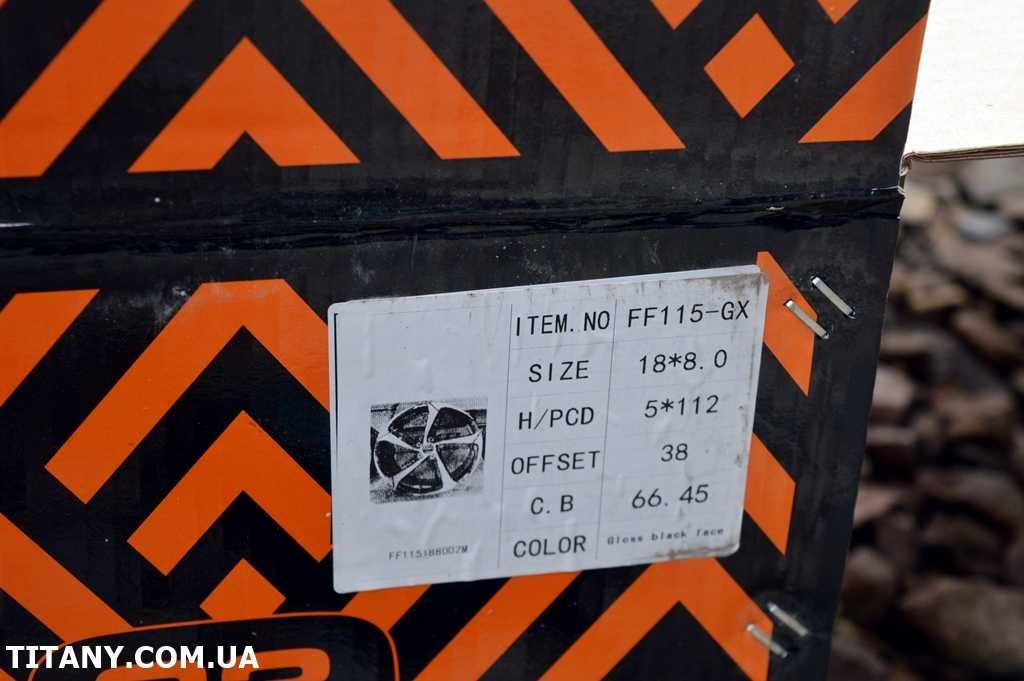 ITEM.NO FF115-GX
SIZE 18*8.0
H/PCD 5*112
OFFSET 38
C.B 66.45
COLOR Gloss black face
TITANY.COM.UA